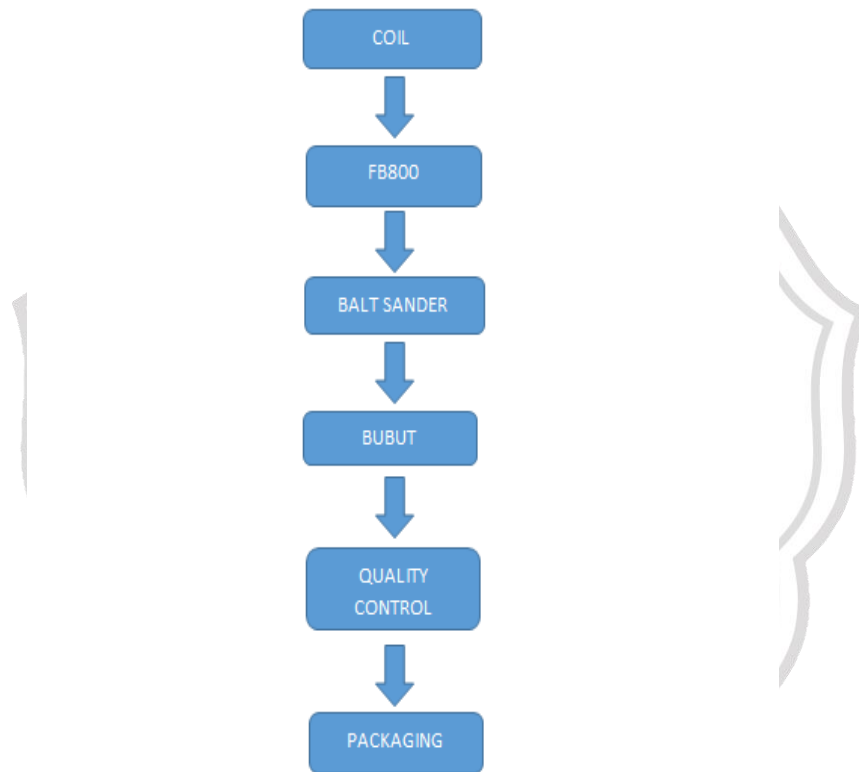 COIL
FB800
BALT SANDER
BUBUT
QUALITY
CONTROL
PACKAGING